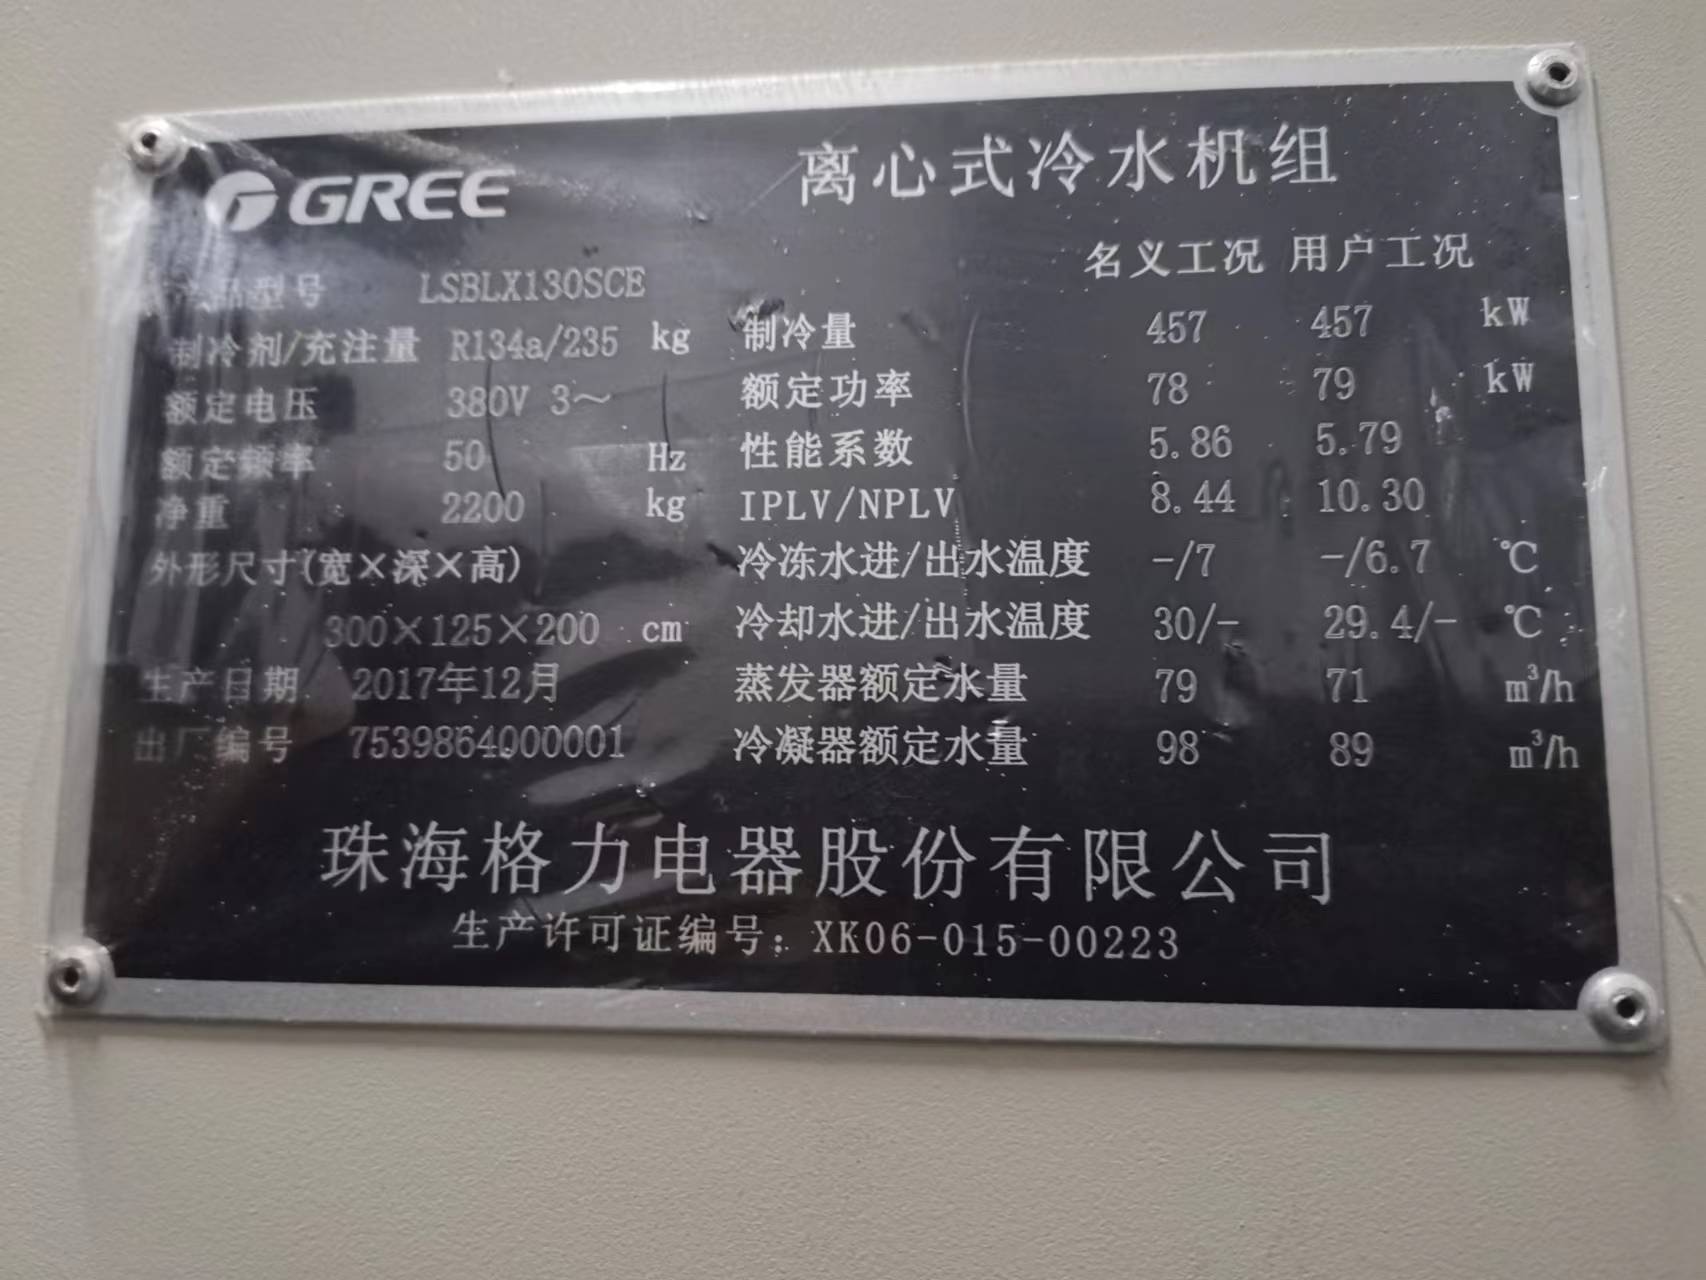 GREE 离心式冷水机组
名义工况 用户工况
产品型号 LSBLX130SCE
制冷剂/充注量 R134a/235 kg 制冷量 457 457 kW
额定电压 380V 3～ 额定功率 78 79 kW
额定频率 50 Hz 性能系数 5.86 5.79
净重 2200 kg IPLV/NPLV 8.44 10.30
外形尺寸(宽×深×高) 冷冻水进/出水温度 -/7 -/6.7 ℃
300×125×200 cm 冷却水进/出水温度 30/- 29.4/- ℃
生产日期 2017年12月 蒸发器额定水量 79 71 m³/h
出厂编号 7539864000001 冷凝器额定水量 98 89 m³/h
珠海格力电器股份有限公司
生产许可证编号：XK06-015-00223